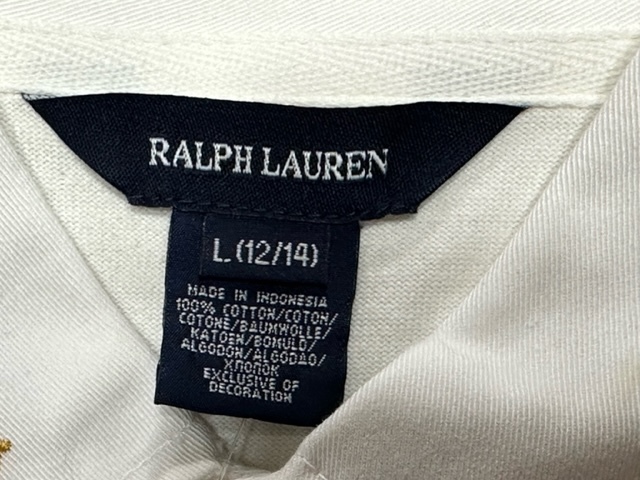 RALPH LAUREN
L (12/14)
MADE IN INDONESIA
100% COTTON/COTON/
COTONE/BAUMWOLLE/
KATOEN/BOMULD/
ALGODON/ALGODAO/
ХЛОПОК
EXCLUSIVE OF
DECORATION